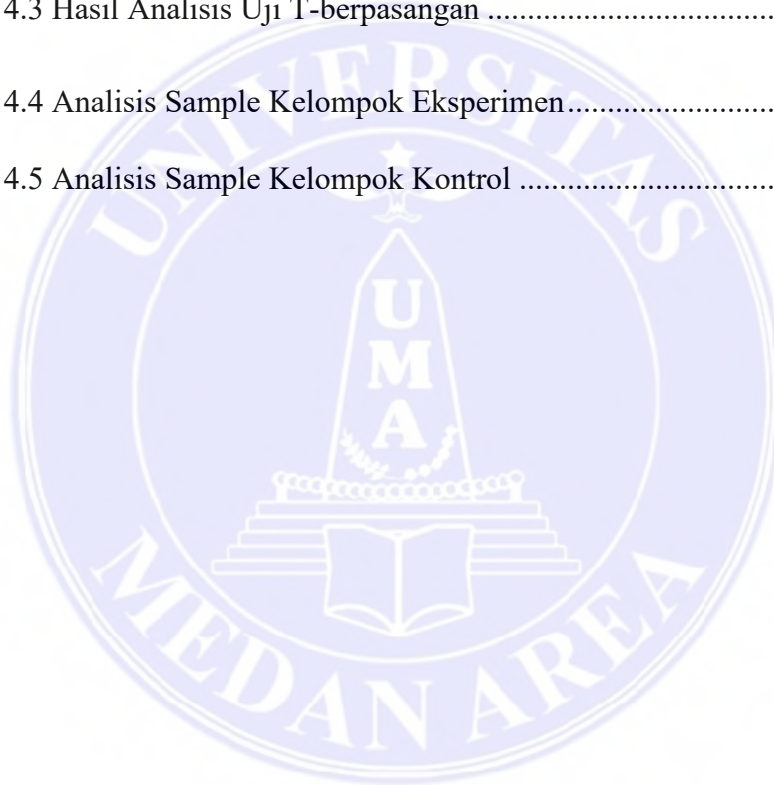 4.3 Hasil Analisis Uji T-berpasangan ..................................
4.4 Analisis Sample Kelompok Eksperimen.........................
4.5 Analisis Sample Kelompok Kontrol ...............................
UNIVERSITAS
U
M
A
MEDAN AREA